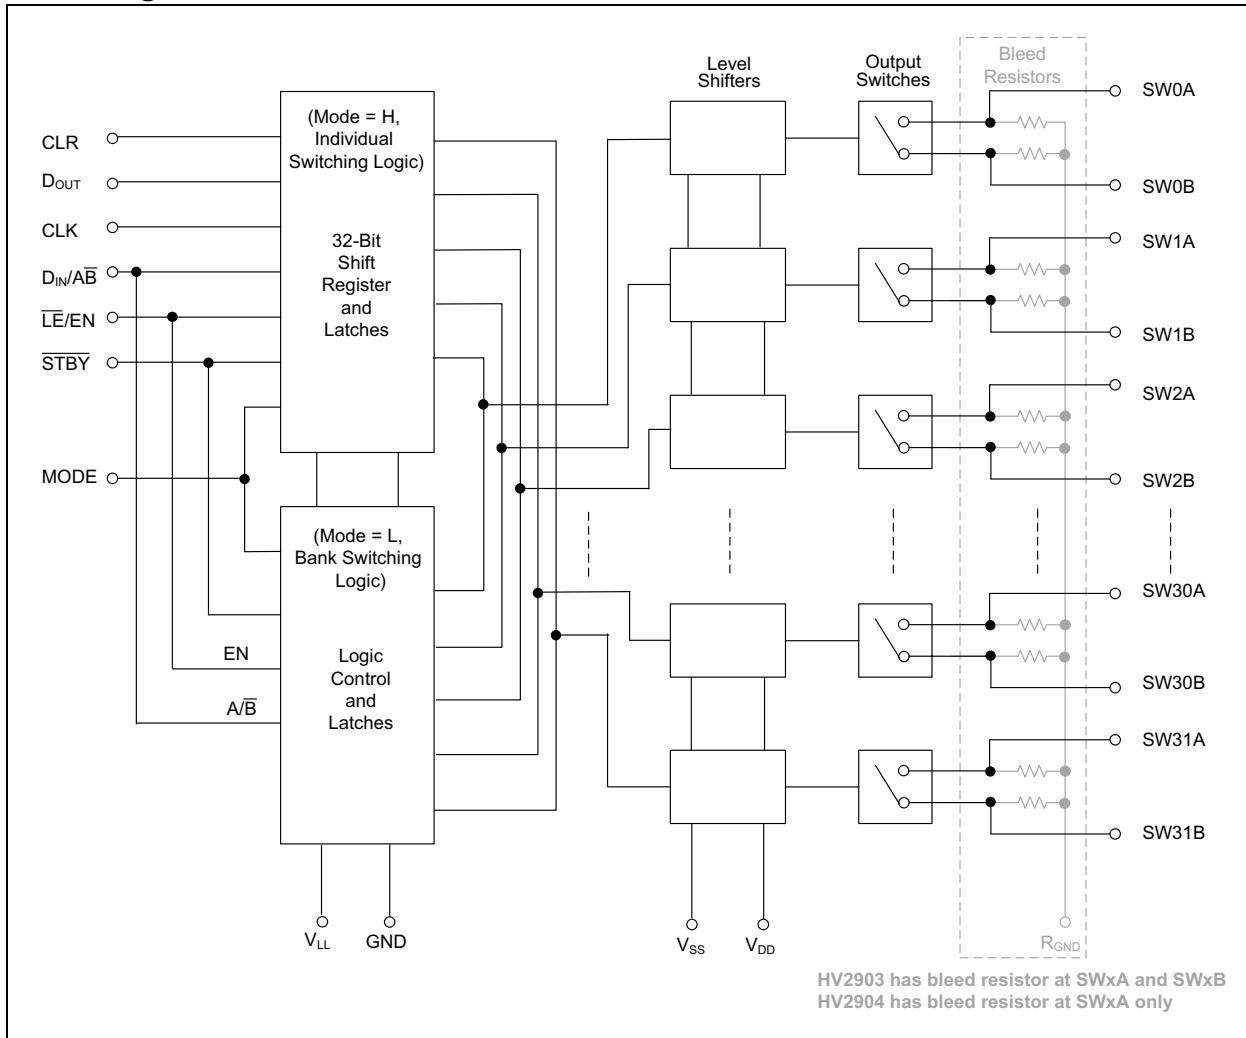 Level
Shifters
Output
Switches
Bleed
Resistors
CLR
DOUT
CLK
DIN/AB̅
L̅E̅/EN
S̅T̅B̅Y̅
MODE
(Mode = H,
Individual
Switching Logic)
32-Bit
Shift
Register
and
Latches
(Mode = L,
Bank Switching
Logic)
EN
A/B̅
Logic
Control
and
Latches
SW0A
SW0B
SW1A
SW1B
SW2A
SW2B
SW30A
SW30B
SW31A
SW31B
VLL
GND
VSS
VDD
RGND
HV2903 has bleed resistor at SWxA and SWxB
HV2904 has bleed resistor at SWxA only